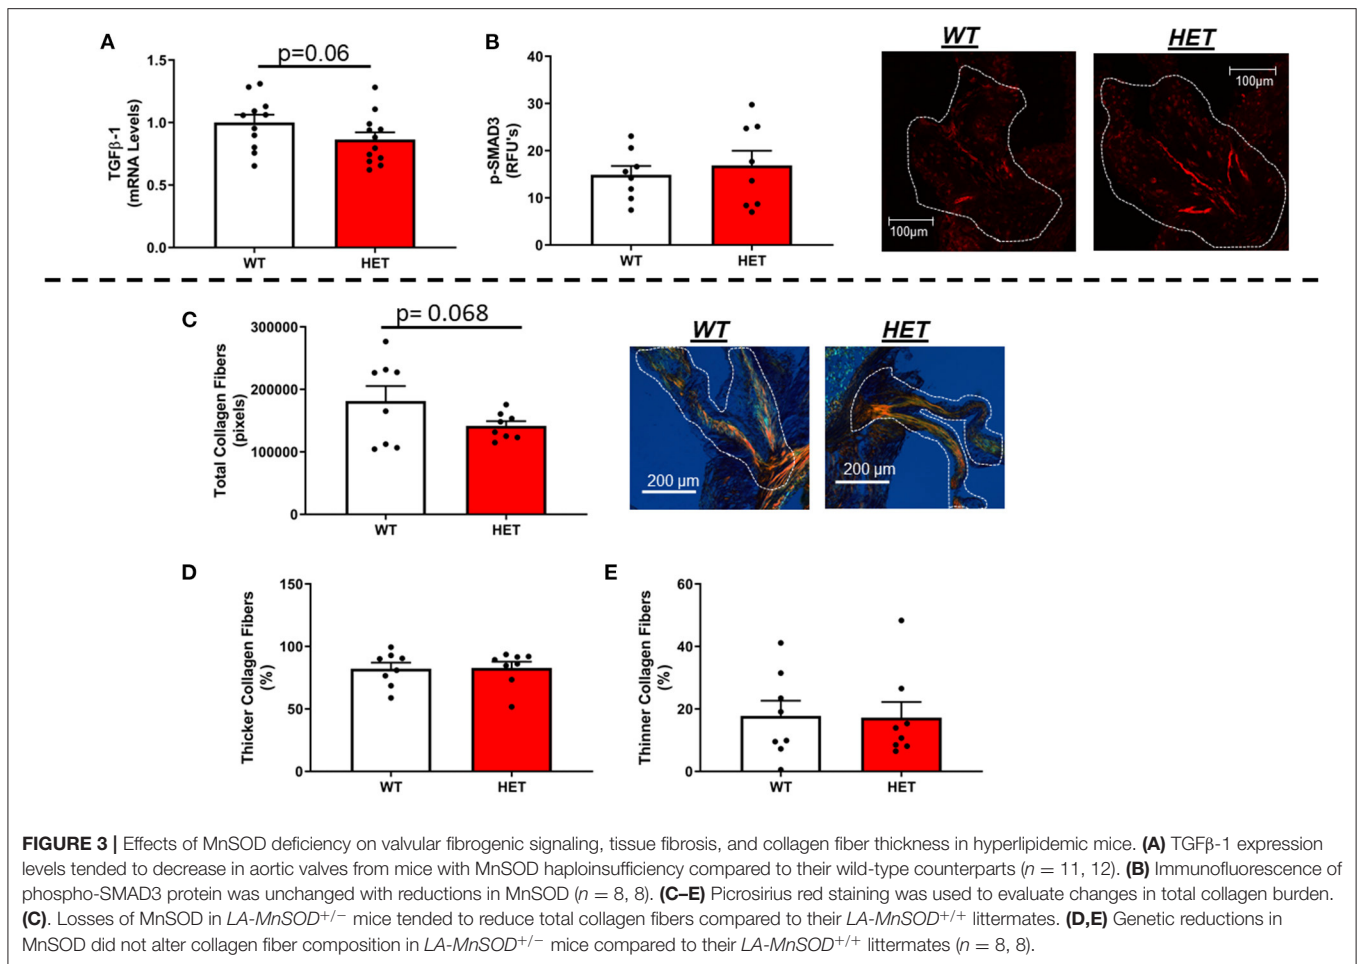 A
p=0.06
TGFβ-1
(mRNA Levels)
1.5
1.0
0.5
0.0
WT
HET
B
p-SMAD3
(RFU's)
40
30
20
10
0
WT
HET
WT
100µm
HET
100µm
C
p= 0.068
Total Collagen Fibers
(pixels)
300000
200000
100000
0
WT
HET
WT
200 µm
HET
200 µm
D
Thicker Collagen Fibers
(%)
150
100
50
0
WT
HET
E
Thinner Collagen Fibers
(%)
60
40
20
0
WT
HET
FIGURE 3 | Effects of MnSOD deficiency on valvular fibrogenic signaling, tissue fibrosis, and collagen fiber thickness in hyperlipidemic mice. (A) TGFβ-1 expression
levels tended to decrease in aortic valves from mice with MnSOD haploinsufficiency compared to their wild-type counterparts (n = 11, 12). (B) Immunofluorescence of
phospho-SMAD3 protein was unchanged with reductions in MnSOD (n = 8, 8). (C–E) Picrosirius red staining was used to evaluate changes in total collagen burden.
(C). Losses of MnSOD in LA-MnSOD+/− mice tended to reduce total collagen fibers compared to their LA-MnSOD+/+ littermates. (D,E) Genetic reductions in
MnSOD did not alter collagen fiber composition in LA-MnSOD+/− mice compared to their LA-MnSOD+/+ littermates (n = 8, 8).